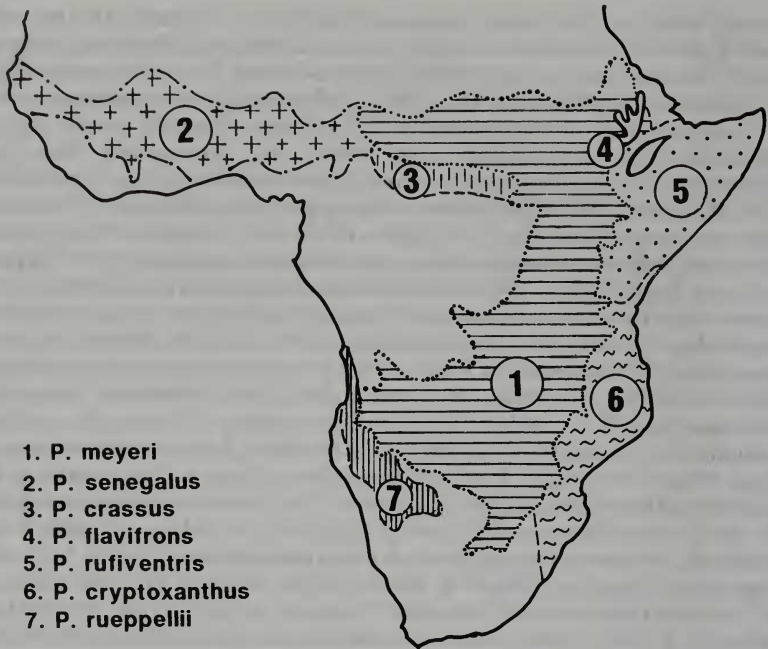 2
3
4
5
1
6
7
1. P. meyeri
2. P. senegalus
3. P. crassus
4. P. flavifrons
5. P. rufiventris
6. P. cryptoxanthus
7. P. rueppellii